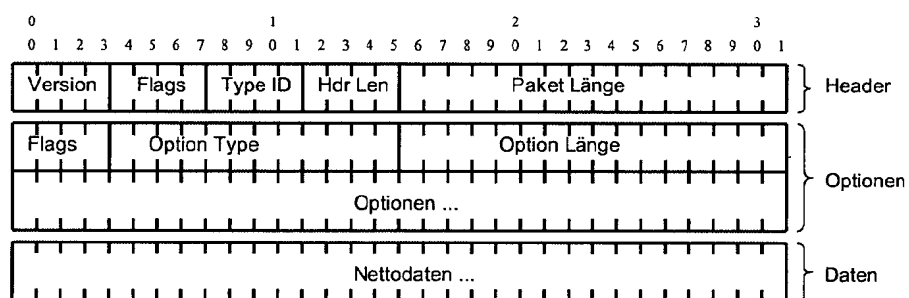 0 1 2 3
0 1 2 3 4 5 6 7 8 9 0 1 2 3 4 5 6 7 8 9 0 1 2 3 4 5 6 7 8 9 0 1
Version Flags Type ID Hdr Len Paket Länge Header
Flags Option Type Option Länge
Optionen
Optionen ...
Nettodaten ... Daten